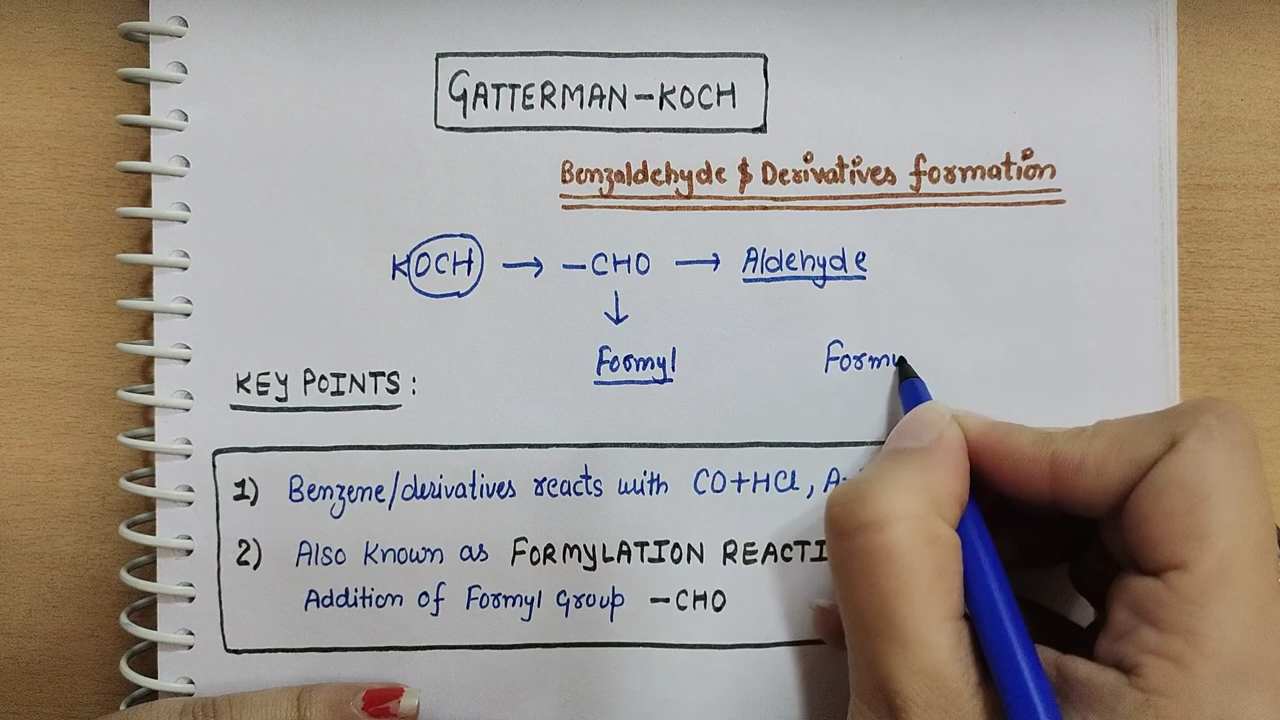 GATTERMAN-KOCH
Benzaldehyde & Derivatives formation
KOCH → -CHO → Aldehyde
↓
Formyl Formy
KEY POINTS:
1) Benzene/derivatives reacts with CO+HCl,
2) Also Known as FORMYLATION
Addition of Formyl Group -CHO